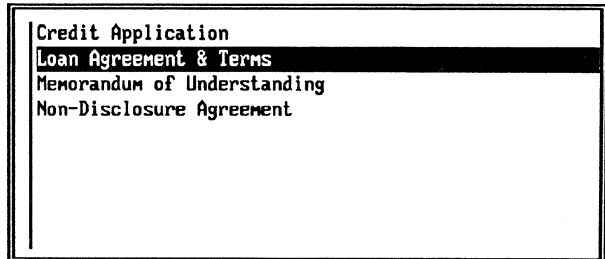 Credit Application
Loan Agreement & Terms
Memorandum of Understanding
Non-Disclosure Agreement